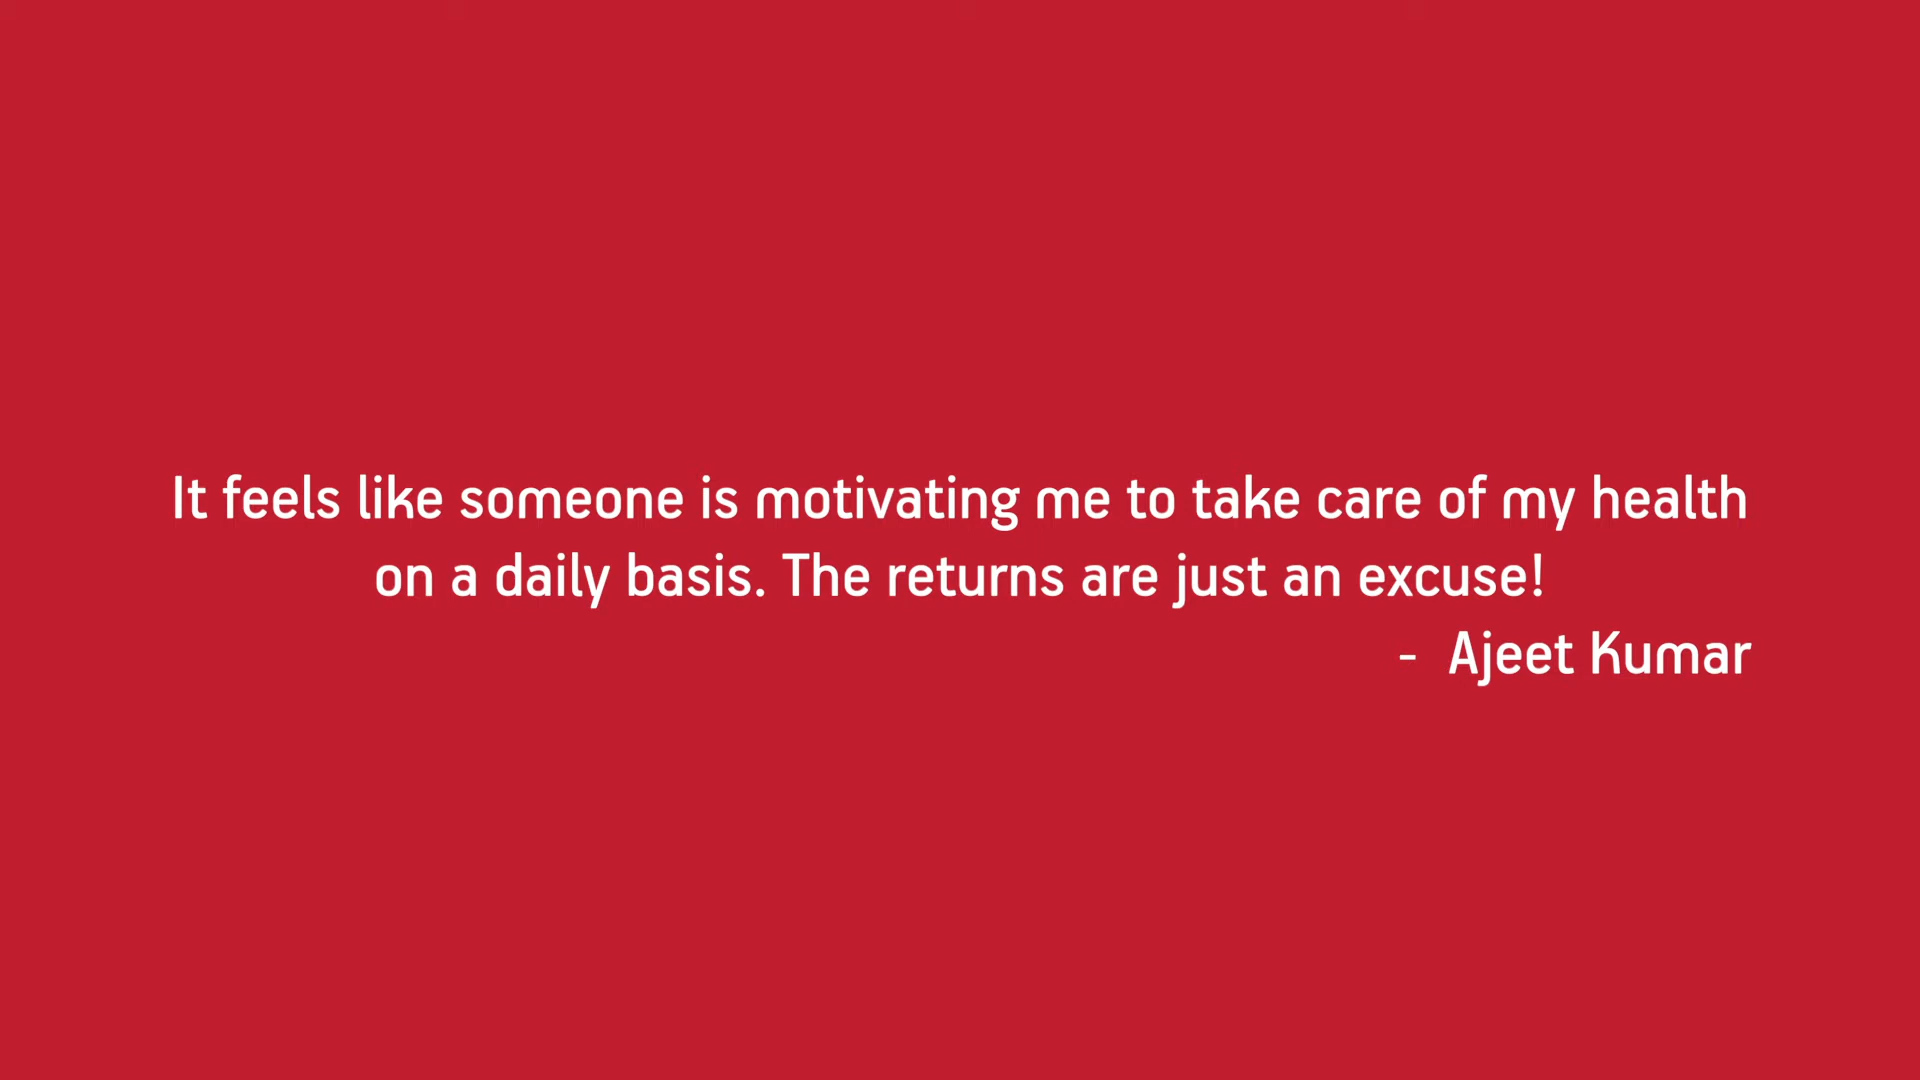 It feels like someone is motivating me to take care of my health
on a daily basis. The returns are just an excuse!
- Ajeet Kumar